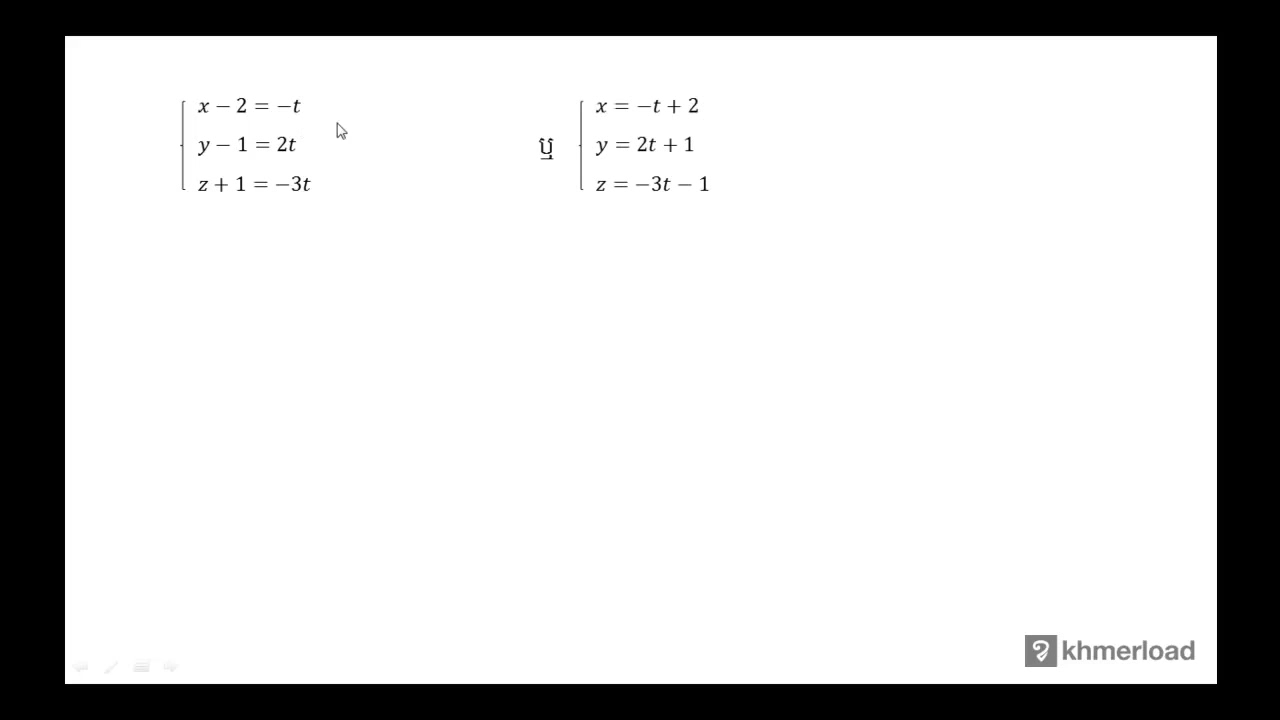 x − 2 = −t
y − 1 = 2t
z + 1 = −3t
ឬ
x = −t + 2
y = 2t + 1
z = −3t − 1
khmerload